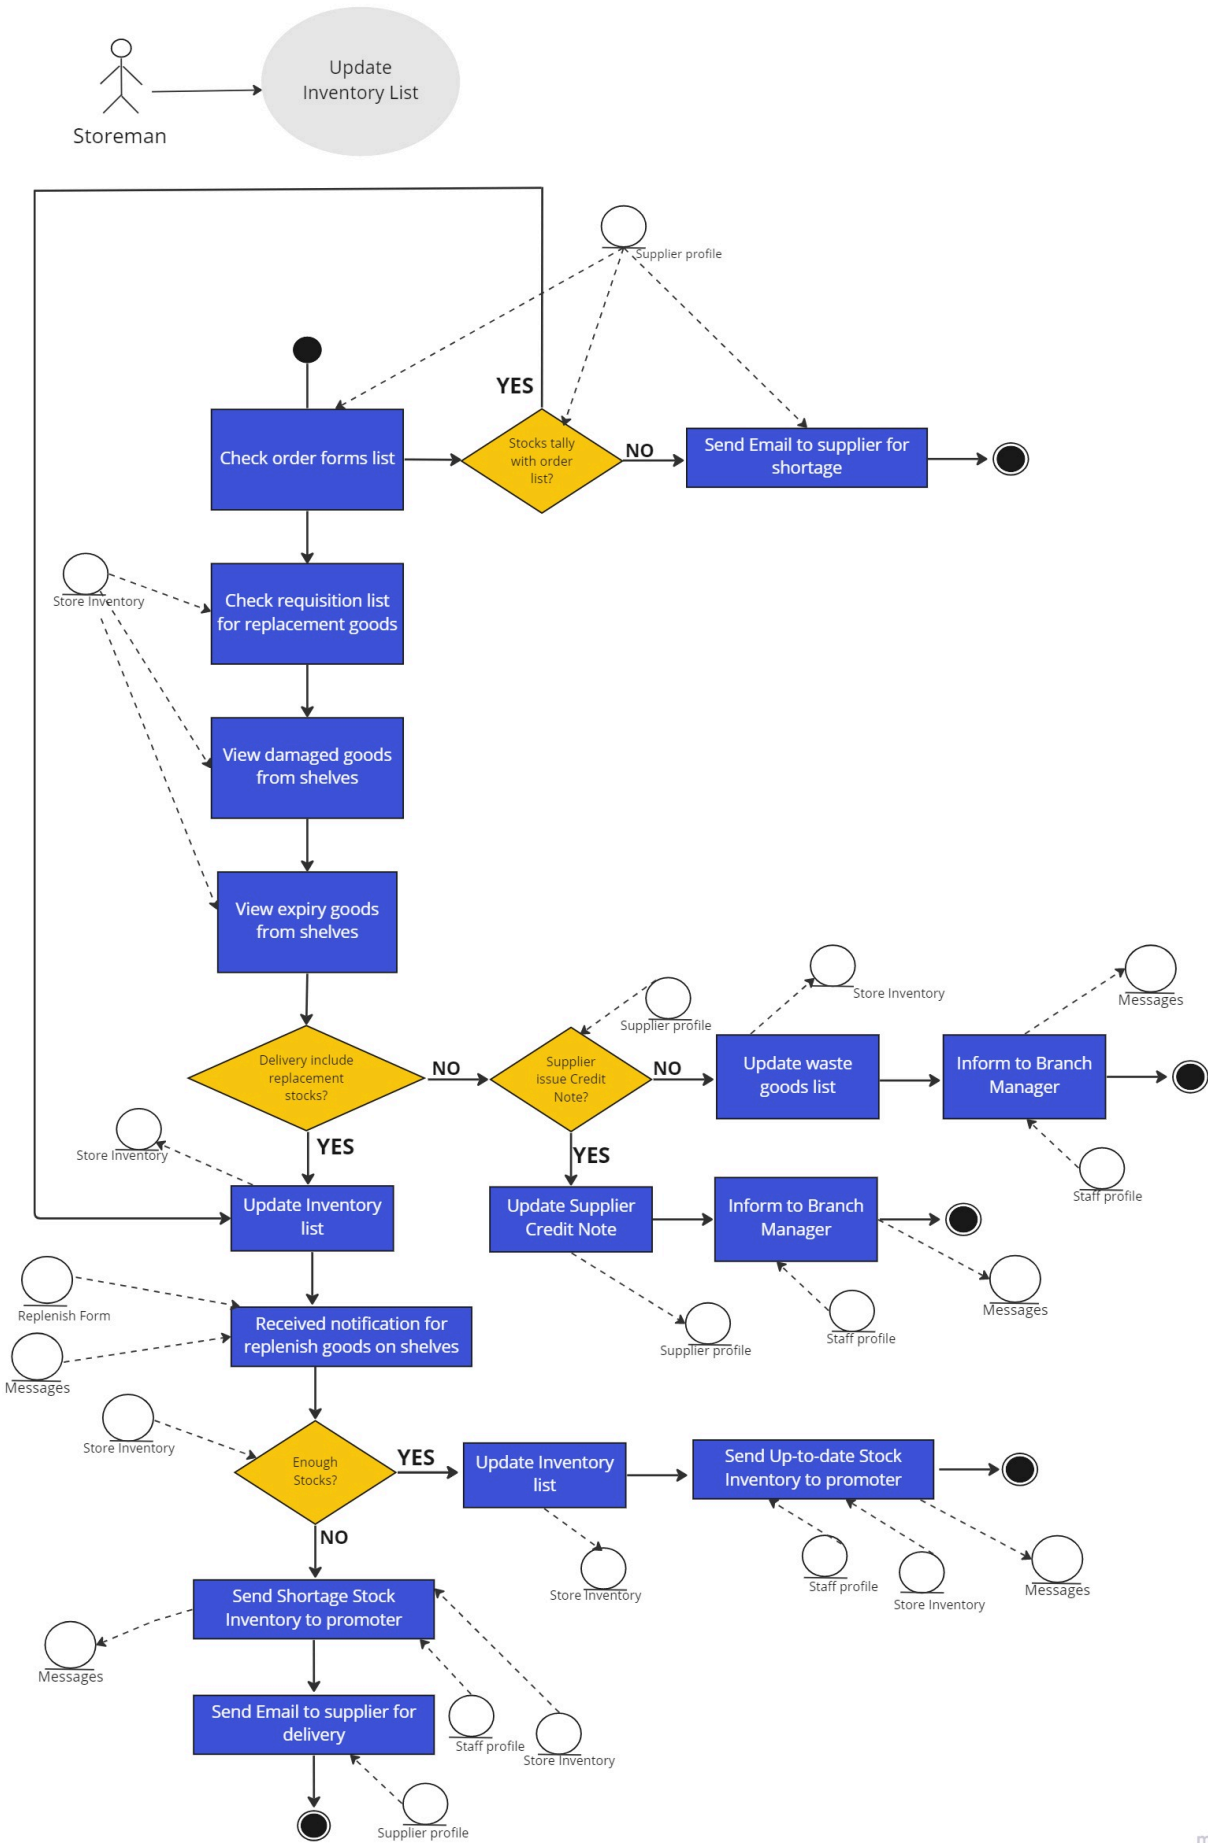 Update
Inventory List
Storeman
Supplier profile
YES
Check order forms list
Stocks tally
with order
list?
NO
Send Email to supplier for
shortage
Store Inventory
Check requisition list
for replacement goods
View damaged goods
from shelves
View expiry goods
from shelves
Delivery include
replacement
stocks?
NO
Supplier profile
Supplier
issue Credit
Note?
NO
Store Inventory
Update waste
goods list
Messages
Inform to Branch
Manager
Staff profile
YES
Store Inventory
Update Inventory
list
YES
Update Supplier
Credit Note
Inform to Branch
Manager
Messages
Staff profile
Supplier profile
Replenish Form
Messages
Received notification for
replenish goods on shelves
Store Inventory
Enough
Stocks?
YES
Update Inventory
list
Send Up-to-date Stock
Inventory to promoter
Store Inventory
Staff profile
Store Inventory
Messages
NO
Send Shortage Stock
Inventory to promoter
Messages
Send Email to supplier for
delivery
Staff profile
Store Inventory
Supplier profile